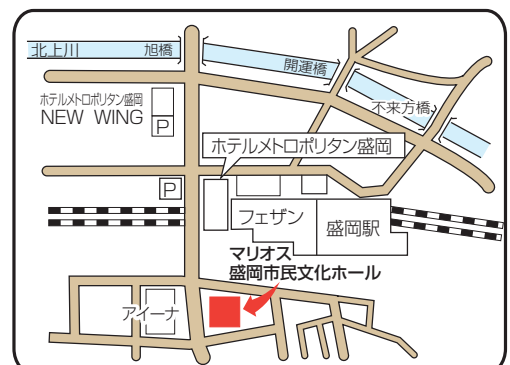 北上川
旭橋
開運橋
不来方橋
ホテルメトロポリタン盛岡
NEW WING
P
ホテルメトロポリタン盛岡
P
フェザン
盛岡駅
マリオス
盛岡市民文化ホール
アイーナ